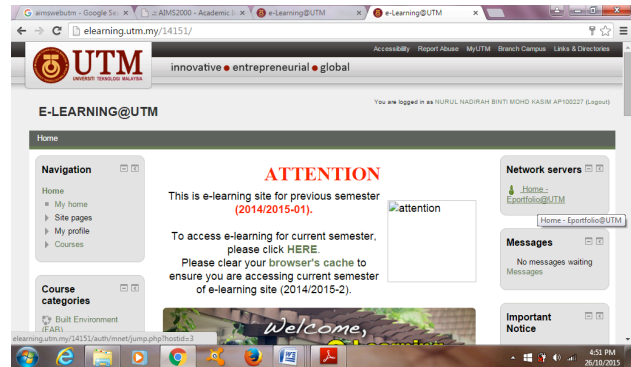 aimswebutm - Google Se
AIMS2000 - Academic I
e-Learning@UTM
e-Learning@UTM
elearning.utm.my/14151/
Accessibility Report Abuse MyUTM Branch Campus Links & Directories
UTM
UNIVERSITI TEKNOLOGI MALAYSIA
innovative ● entrepreneurial ● global
E-LEARNING@UTM
You are logged in as NURUL NADIRAH BINTI MOHD KASIM AP100227 (Logout)
Home
Navigation
Home
My home
Site pages
My profile
Courses
Course
categories
Built Environment
(FAB)
ATTENTION
This is e-learning site for previous semester
(2014/2015-01).
To access e-learning for current semester,
please click HERE.
Please clear your browser's cache to
ensure you are accessing current semester
of e-learning site (2014/2015-2).
attention
Welcome,
Network servers
Home -
Eportfolio@UTM
Home - Eportfolio@UTM
Messages
No messages waiting
Messages
Important
Notice
elearning.utm.my/14151/auth/mnet/jump.php?hostid=3
4:51 PM
26/10/2015